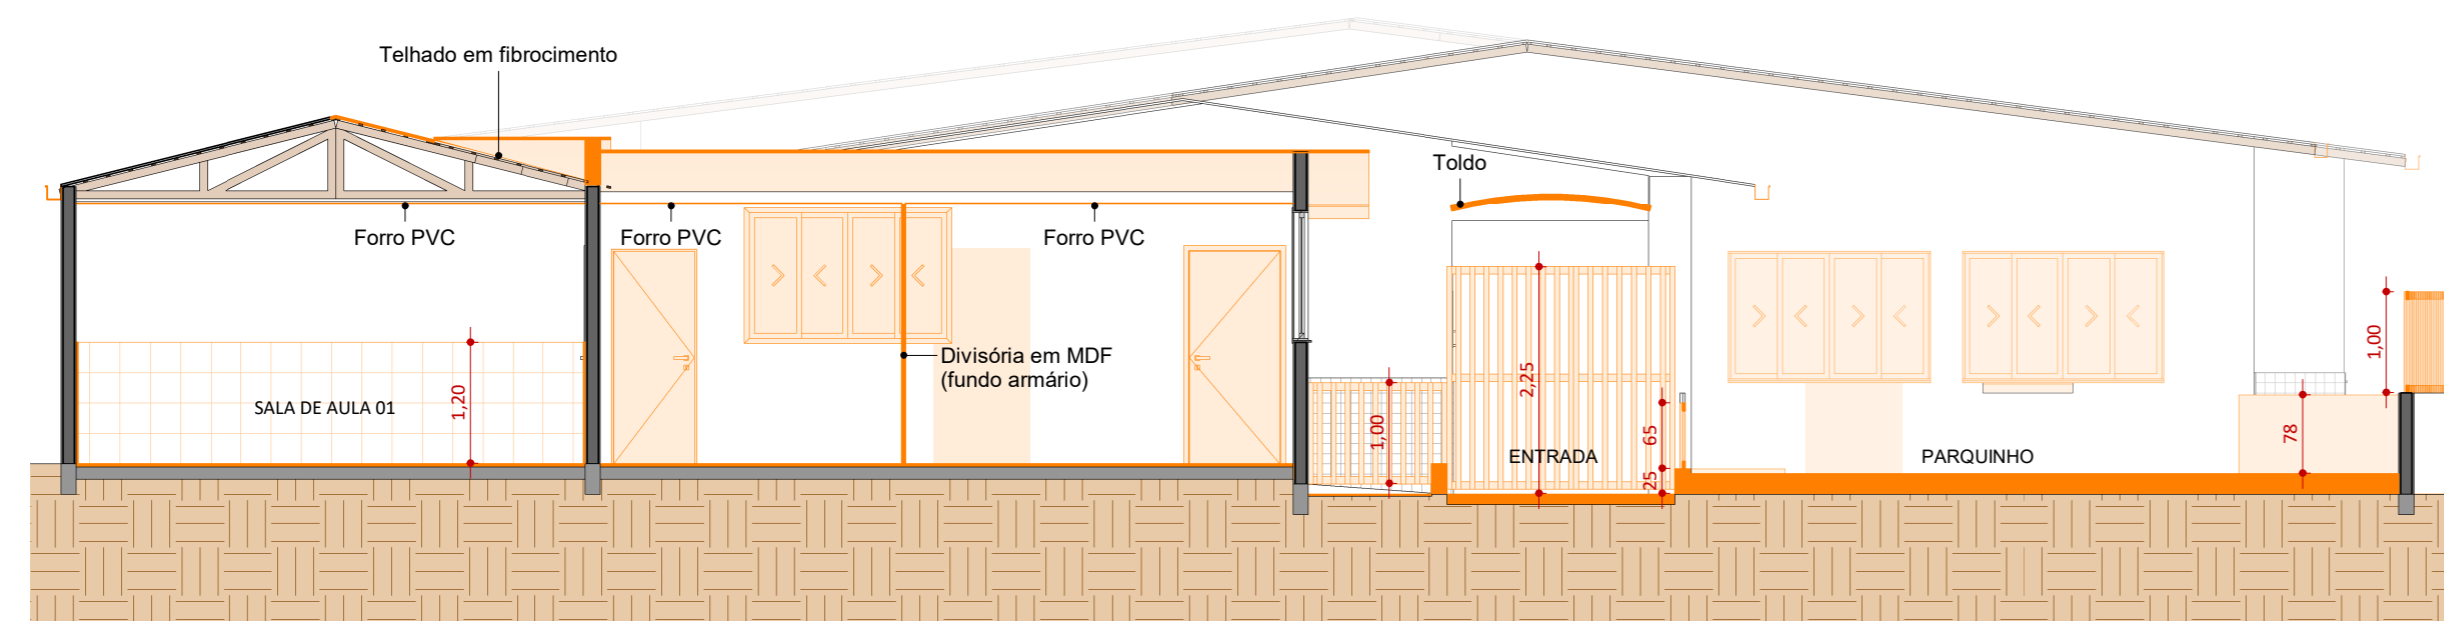 Telhado em fibrocimento
Toldo
Forro PVC
Forro PVC
Forro PVC
Divisória em MDF
(fundo armário)
SALA DE AULA 01
1,20
1,00
2,25
ENTRADA
65
25
PARQUINHO
78
1,00